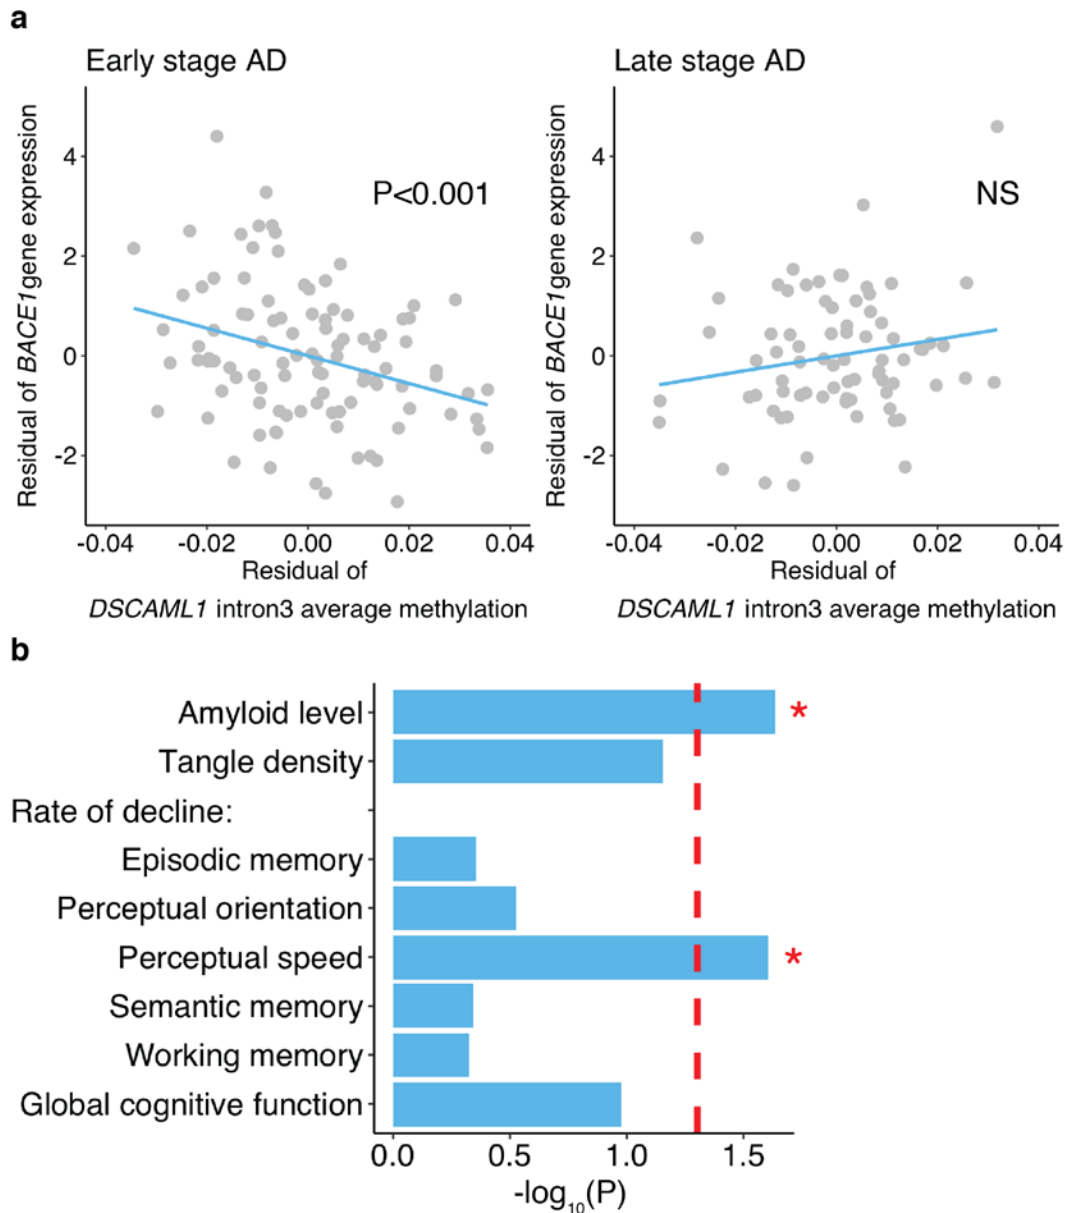 a
Early stage AD
Residual of BACE1gene expression
4
2
0
-2
P<0.001
-0.04
-0.02
0.00
0.02
0.04
Residual of
DSCAML1 intron3 average methylation
Late stage AD
Residual of BACE1gene expression
4
2
0
-2
NS
-0.04
-0.02
0.00
0.02
0.04
Residual of
DSCAML1 intron3 average methylation
b
Amyloid level
*
Tangle density
Rate of decline:
Episodic memory
Perceptual orientation
Perceptual speed
*
Semantic memory
Working memory
Global cognitive function
0.0
0.5
1.0
1.5
-log₁₀(P)